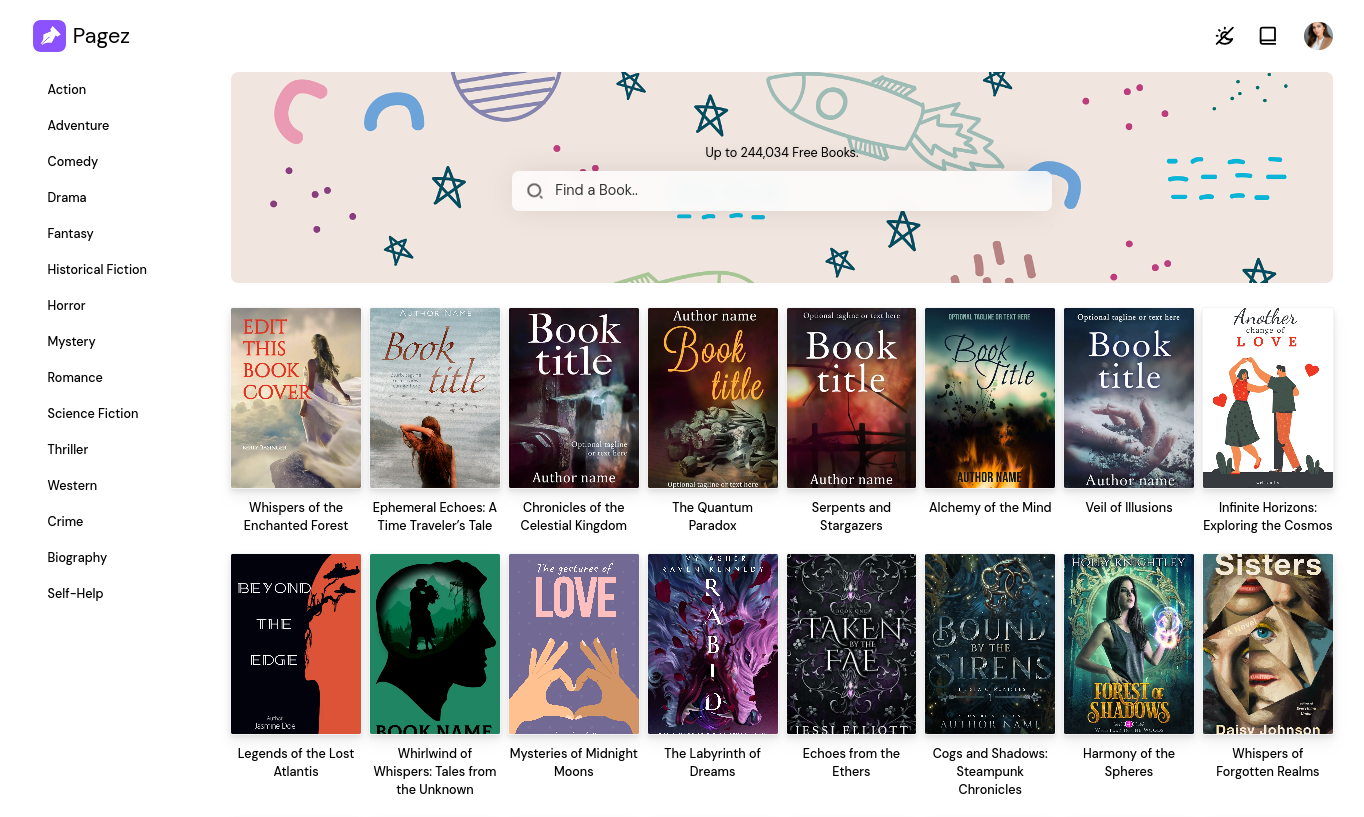 Pagez
Action
Adventure
Comedy
Drama
Fantasy
Historical Fiction
Horror
Mystery
Romance
Science Fiction
Thriller
Western
Crime
Biography
Self-Help
Up to 244,034 Free Books.
Find a Book..
EDIT
THIS
BOOK
COVER
AUTHOR NAME
Book
title
Book
title
Optional tagline
or text here
Author name
Author name
Book
title
Optional tagline or text here
Optional tagline or text here
Book
title
Author name
OPTIONAL TAGLINE OR TEXT HERE
Book
Title
AUTHOR NAME
Optional tagline or text here
Book
title
Author name
Another
change of
LOVE
Whispers of the
Enchanted Forest
Ephemeral Echoes: A
Time Traveler’s Tale
Chronicles of the
Celestial Kingdom
The Quantum
Paradox
Serpents and
Stargazers
Alchemy of the Mind
Veil of Illusions
Infinite Horizons:
Exploring the Cosmos
BEYOND
THE
EDGE
Author
Jasmine Doe
BOOK NAME
The gestures of
LOVE
RAVEN KENNEDY
RABID
BOOK ONE
TAKEN
BY THE
FAE
JESSI ELLIOTT
BOUND
BY THE
SIRENS
AUTHOR NAME
HOLLY KNIGHTLEY
FOREST OF
SHADOWS
Sisters
A Novel
Daisy Johnson
Legends of the Lost
Atlantis
Whirlwind of
Whispers: Tales from
the Unknown
Mysteries of Midnight
Moons
The Labyrinth of
Dreams
Echoes from the
Ethers
Cogs and Shadows:
Steampunk
Chronicles
Harmony of the
Spheres
Whispers of
Forgotten Realms